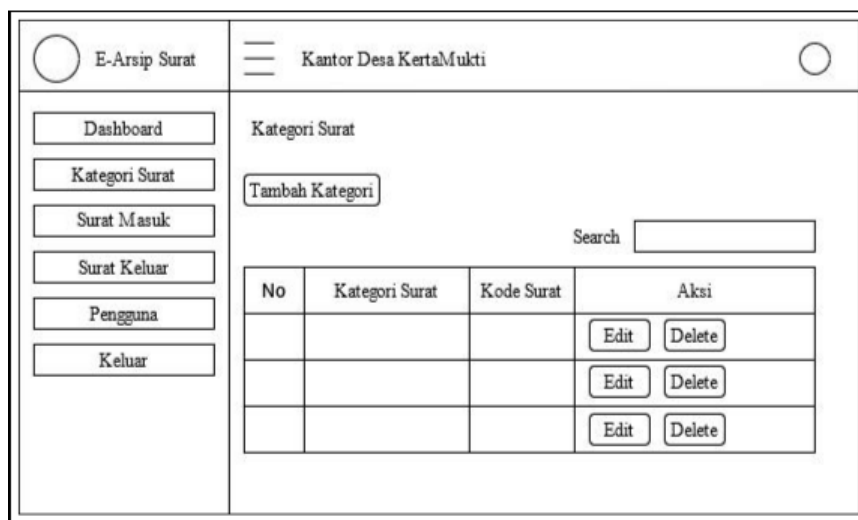 E-Arsip Surat
Kantor Desa KertaMukti
Dashboard
Kategori Surat
Surat Masuk
Surat Keluar
Pengguna
Keluar
Kategori Surat
Tambah Kategori
Search
No Kategori Surat Kode Surat Aksi
Edit Delete
Edit Delete
Edit Delete